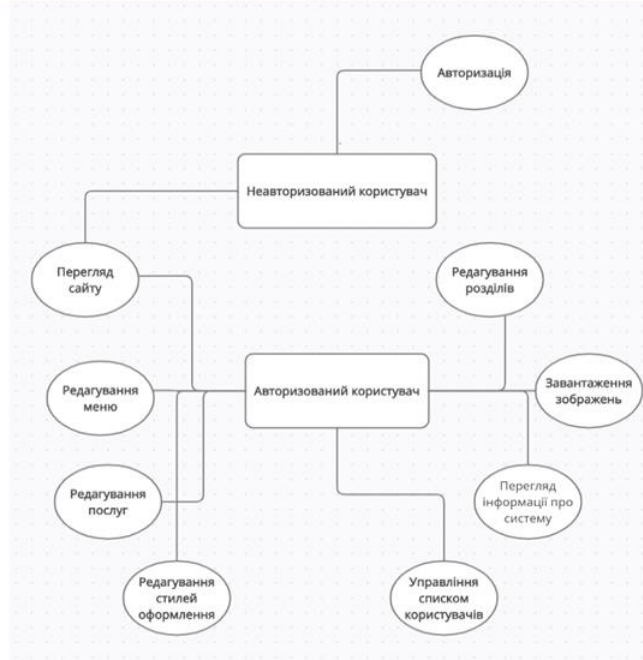 Авторизація
Неавторизований користувач
Перегляд
сайту
Редагування
розділів
Авторизований користувач
Редагування
меню
Завантаження
зображень
Редагування
послуг
Перегляд
інформації про
систему
Редагування
стилей
оформлення
Управління
списком
користувачів